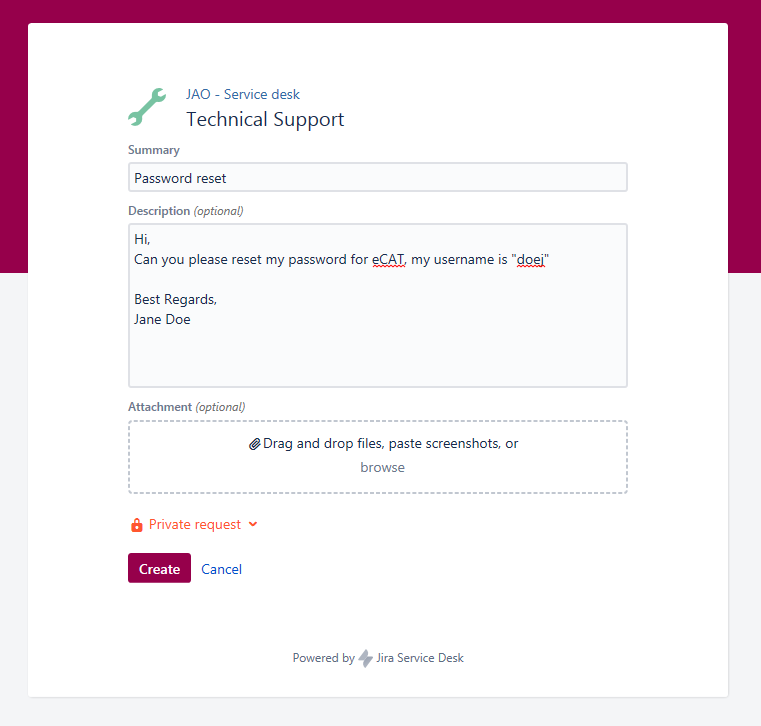 JAO - Service desk
Technical Support
Summary
Password reset
Description (optional)
Hi,
Can you please reset my password for eCAT, my username is "doej"
Best Regards,
Jane Doe
Attachment (optional)
Drag and drop files, paste screenshots, or
browse
Private request
Create Cancel
Powered by Jira Service Desk